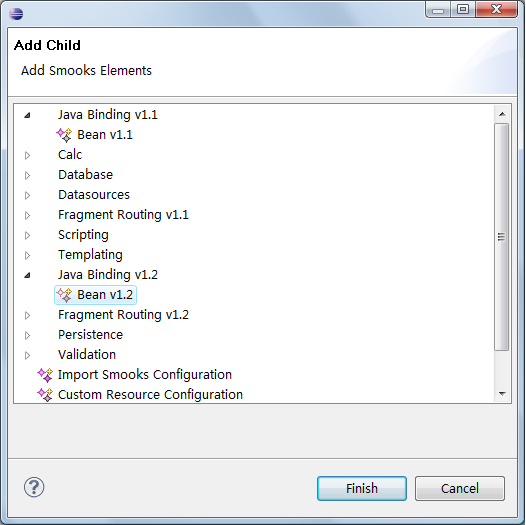 Add Child
Add Smooks Elements
Java Binding v1.1
Bean v1.1
Calc
Database
Datasources
Fragment Routing v1.1
Scripting
Templating
Java Binding v1.2
Bean v1.2
Fragment Routing v1.2
Persistence
Validation
Import Smooks Configuration
Custom Resource Configuration
?
Finish Cancel